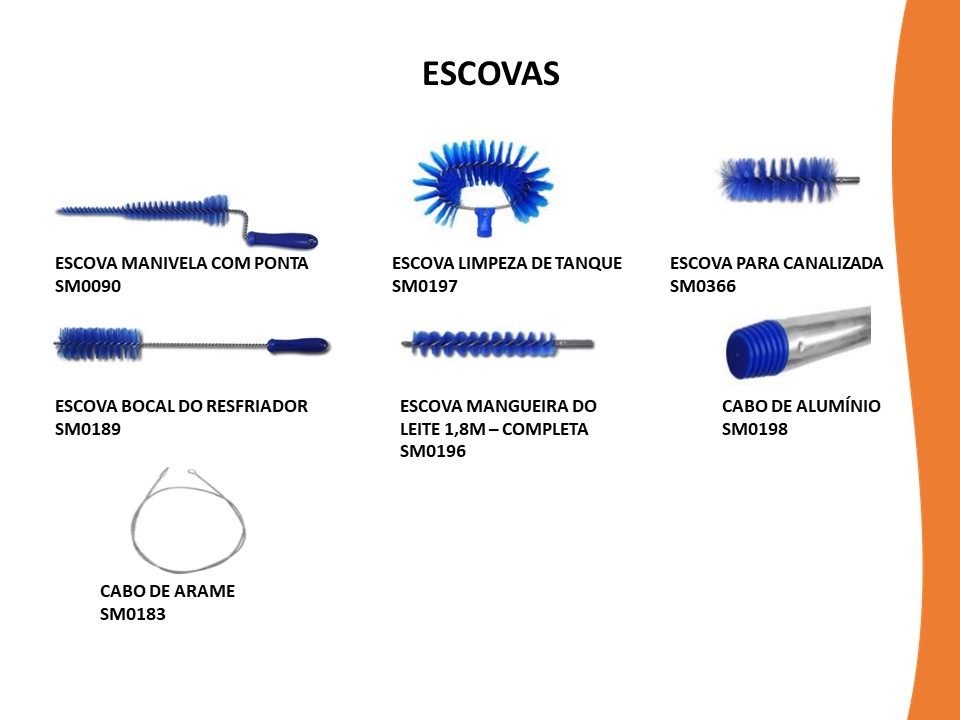 ESCOVAS
ESCOVA MANIVELA COM PONTA
SM0090
ESCOVA LIMPEZA DE TANQUE
SM0197
ESCOVA PARA CANALIZADA
SM0366
ESCOVA BOCAL DO RESFRIADOR
SM0189
ESCOVA MANGUEIRA DO
LEITE 1,8M – COMPLETA
SM0196
CABO DE ALUMÍNIO
SM0198
CABO DE ARAME
SM0183